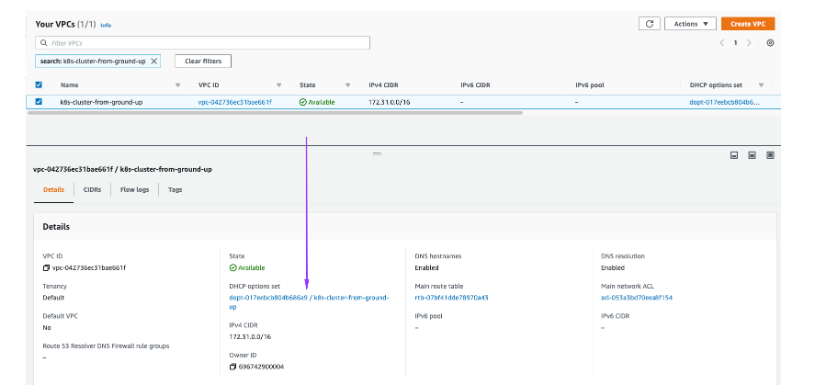 Your VPCs (1/1) Info
Actions ▼
Create VPC
Filter VPCs
< 1 >
search: k8s-cluster-from-ground-up ×
Clear filters
Name VPC ID State IPv4 CIDR IPv6 CIDR IPv6 pool DHCP options set
k8s-cluster-from-ground-up vpc-042736ec31bae661f Available 172.31.0.0/16 – – dopt-017eebcb804b6...
vpc-042736ec31bae661f / k8s-cluster-from-ground-up
Details CIDRs Flow logs Tags
Details
VPC ID
vpc-042736ec31bae661f
State
Available
DNS hostnames
Enabled
DNS resolution
Enabled
Tenancy
Default
DHCP options set
dopt-017eebcb804b686a9 / k8s-cluster-from-ground-
up
Main route table
rtb-07bf41dde78970a43
Main network ACL
acl-053a3bd70eea8f154
Default VPC
No
IPv4 CIDR
172.31.0.0/16
IPv6 pool
–
IPv6 CIDR
–
Route 53 Resolver DNS Firewall rule groups
–
Owner ID
696742900004